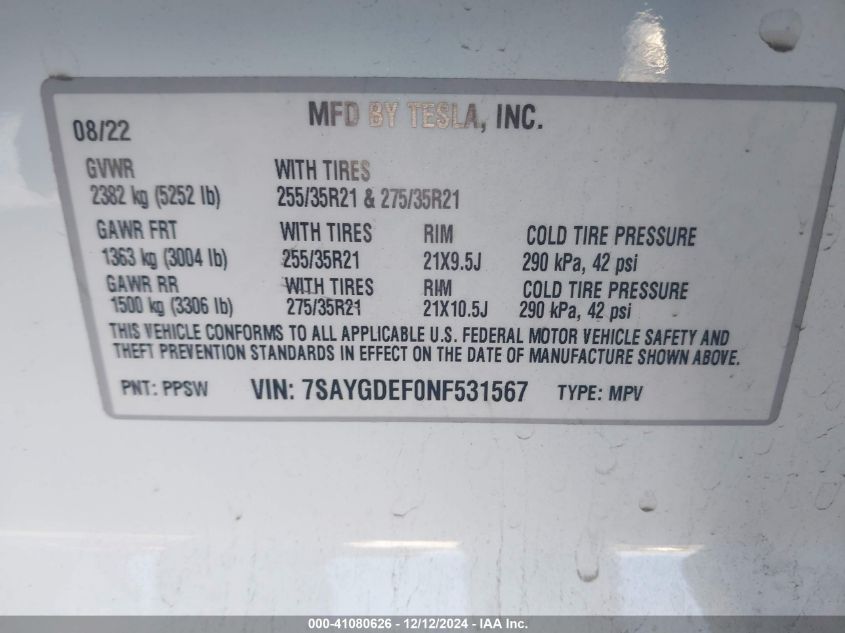 MFD BY TESLA, INC.
08/22
GVWR WITH TIRES
2382 kg (5252 lb) 255/35R21 & 275/35R21
GAWR FRT WITH TIRES RIM COLD TIRE PRESSURE
1363 kg (3004 lb) 255/35R21 21X9.5J 290 kPa, 42 psi
GAWR RR WITH TIRES RIM COLD TIRE PRESSURE
1500 kg (3306 lb) 275/35R21 21X10.5J 290 kPa, 42 psi
THIS VEHICLE CONFORMS TO ALL APPLICABLE U.S. FEDERAL MOTOR VEHICLE SAFETY AND
THEFT PREVENTION STANDARDS IN EFFECT ON THE DATE OF MANUFACTURE SHOWN ABOVE.
PNT: PPSW VIN: 7SAYGDEF0NF531567 TYPE: MPV
000-41080626 - 12/12/2024 - www.iaai.com